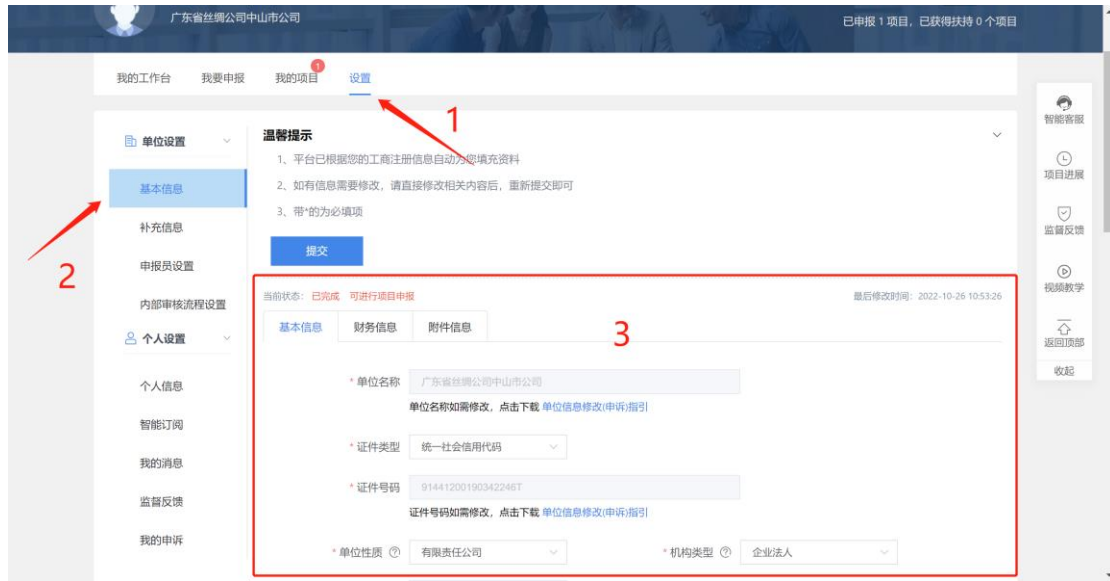 广东省丝绸公司中山市公司
已申报 1 项目，已获得扶持 0 个项目
我的工作台 我要申报 我的项目 1 设置
1
单位设置
基本信息
补充信息
申报员设置
内部审核流程设置
个人设置
个人信息
智能订阅
我的消息
监督反馈
我的申诉
2
温馨提示
1、平台已根据您的工商注册信息自动为您填充资料
2、如有信息需要修改，请直接修改相关内容后，重新提交即可
3、带*的为必填项
提交
当前状态：已完成 可进行项目申报 最后修改时间：2022-10-26 10:53:26
基本信息 财务信息 附件信息
3
* 单位名称 广东省丝绸公司中山市公司
单位名称如需修改，点击下载 单位信息修改(申诉)指引
* 证件类型 统一社会信用代码
* 证件号码 91441200190342246T
证件号码如需修改，点击下载 单位信息修改(申诉)指引
* 单位性质 ? 有限责任公司 * 机构类型 ? 企业法人
智能客服
项目进展
监督反馈
视频教学
返回顶部
收起